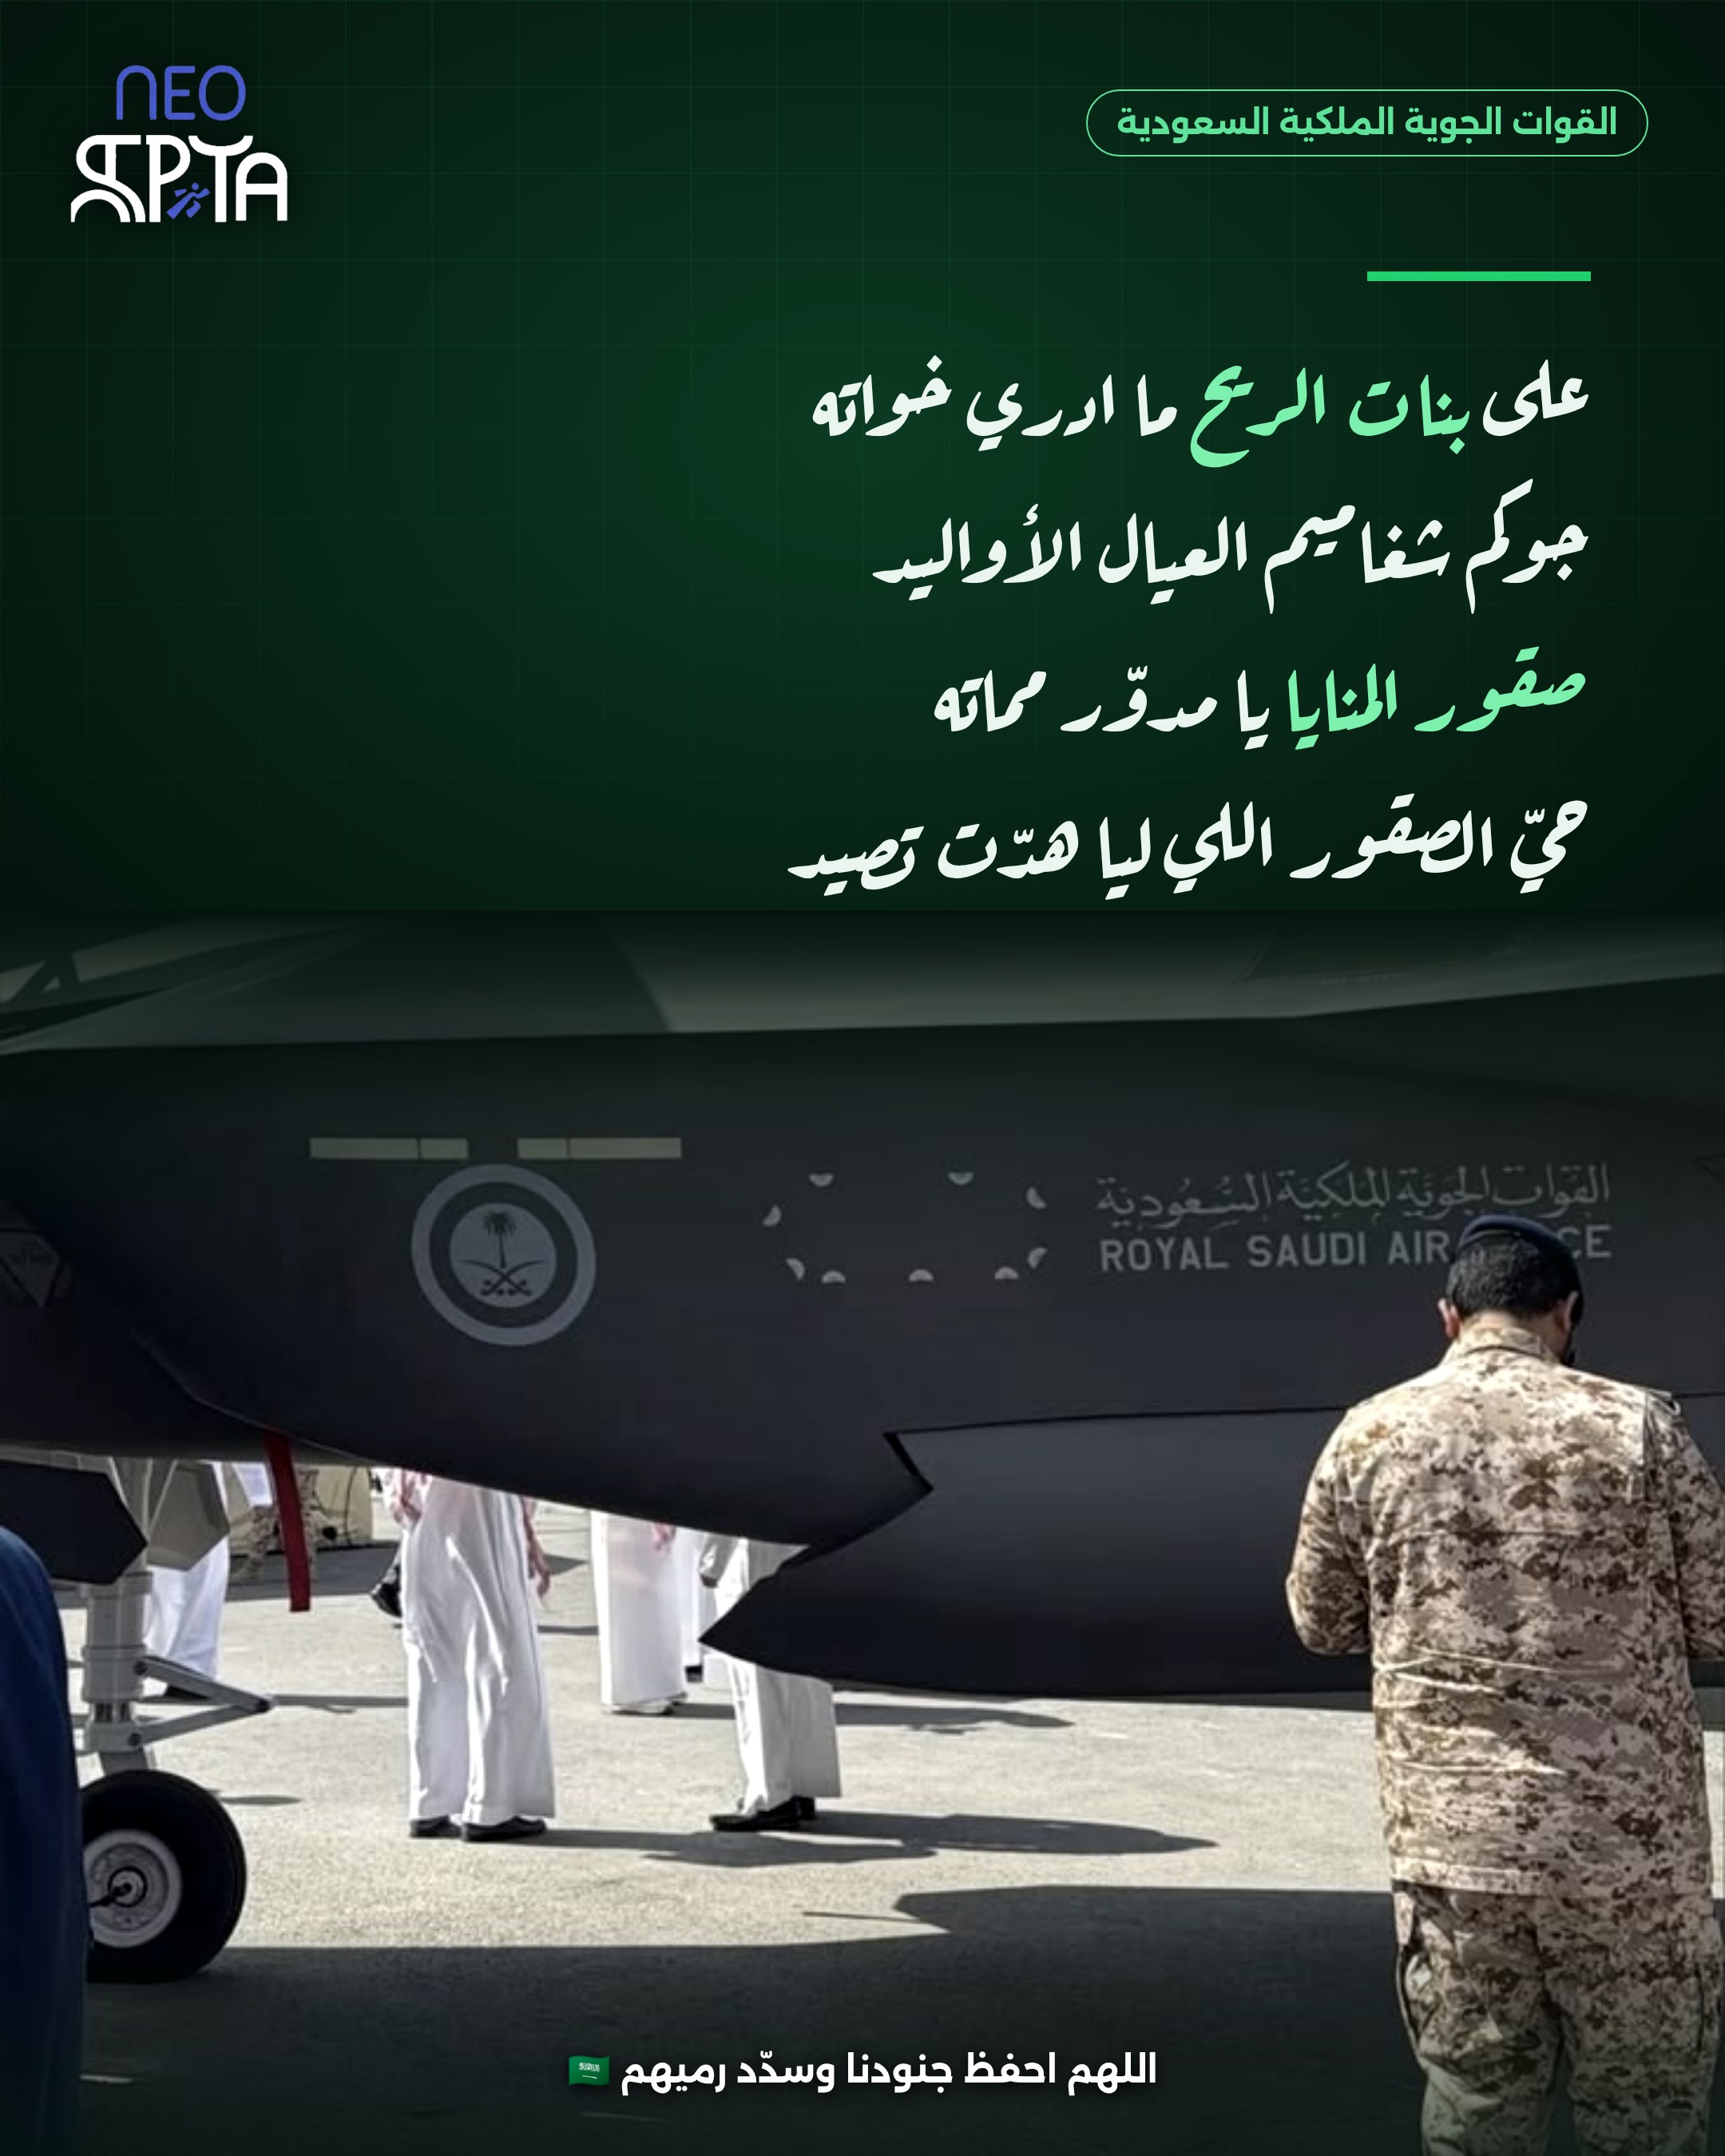 NEO
SPTA
القوات الجوية الملكية السعودية
على بنات الريح ما ادري خواته
جوكم شغاميم العيال الأواليد
صقور المنايا يا مدوّر مماته
حيّ الصقور اللي ليا هدّت تصيد
القوات الجوية الملكية السعودية
ROYAL SAUDI AIR CE
اللهم احفظ جنودنا وسدّد رميهم 🇸🇦